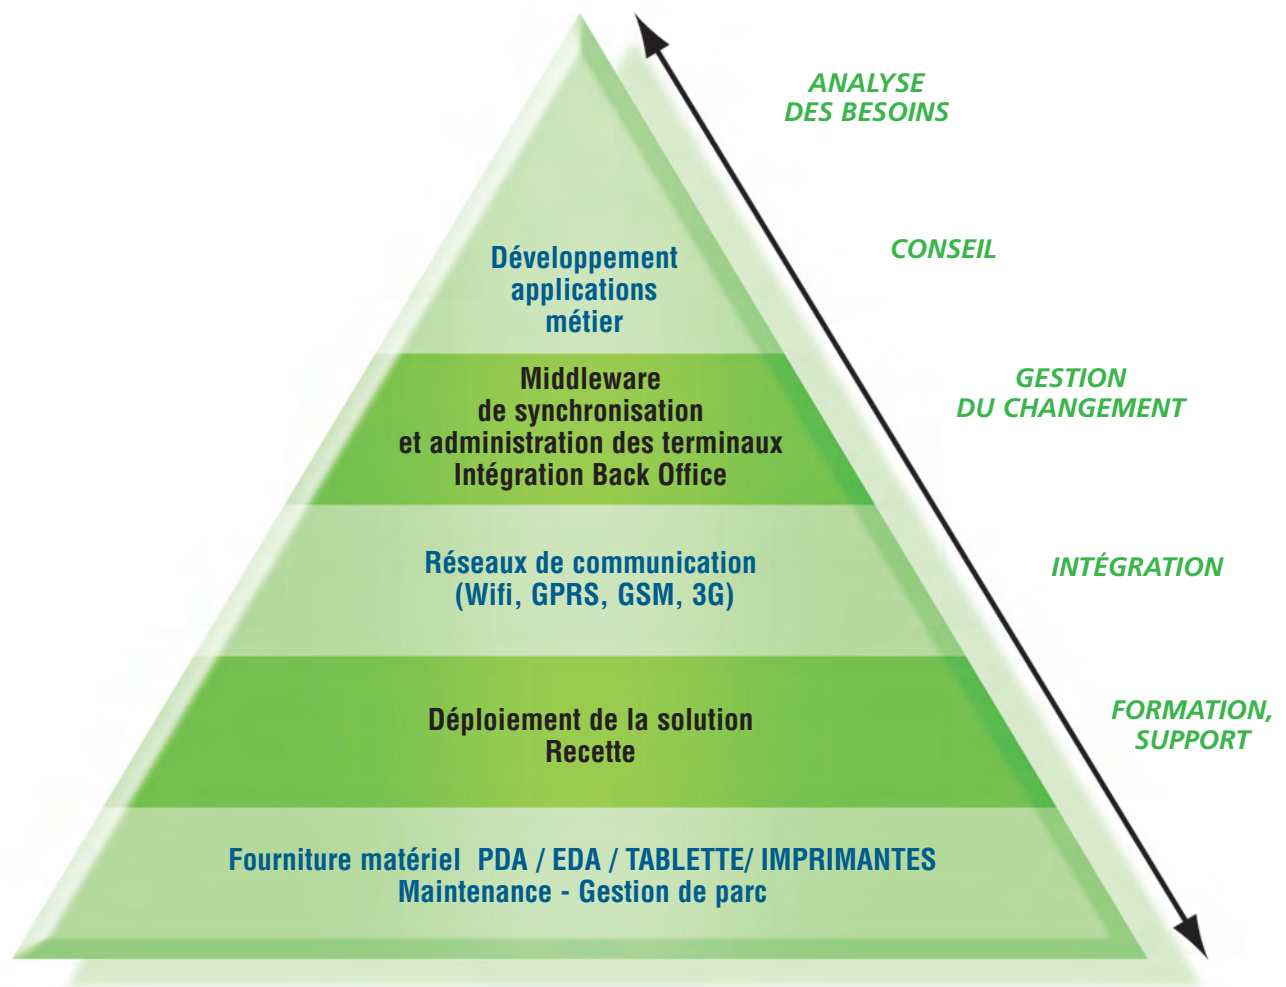 ANALYSE
DES BESOINS
CONSEIL
GESTION
DU CHANGEMENT
INTÉGRATION
FORMATION,
SUPPORT
Développement
applications
métier
Middleware
de synchronisation
et administration des terminaux
Intégration Back Office
Réseaux de communication
(Wifi, GPRS, GSM, 3G)
Déploiement de la solution
Recette
Fourniture matériel PDA / EDA / TABLETTE/ IMPRIMANTES
Maintenance - Gestion de parc